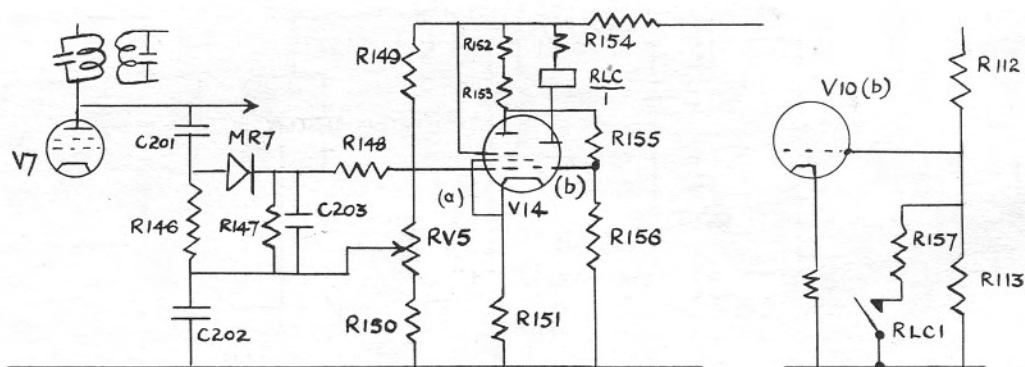 V7
C201
MR7
R146
R147
C203
C202
R148
R149
RV5
R150
(a)
R152
R153
RLC
1
R154
V14
(b)
R155
R156
R151
V10(b)
R112
R157
R113
RLC1